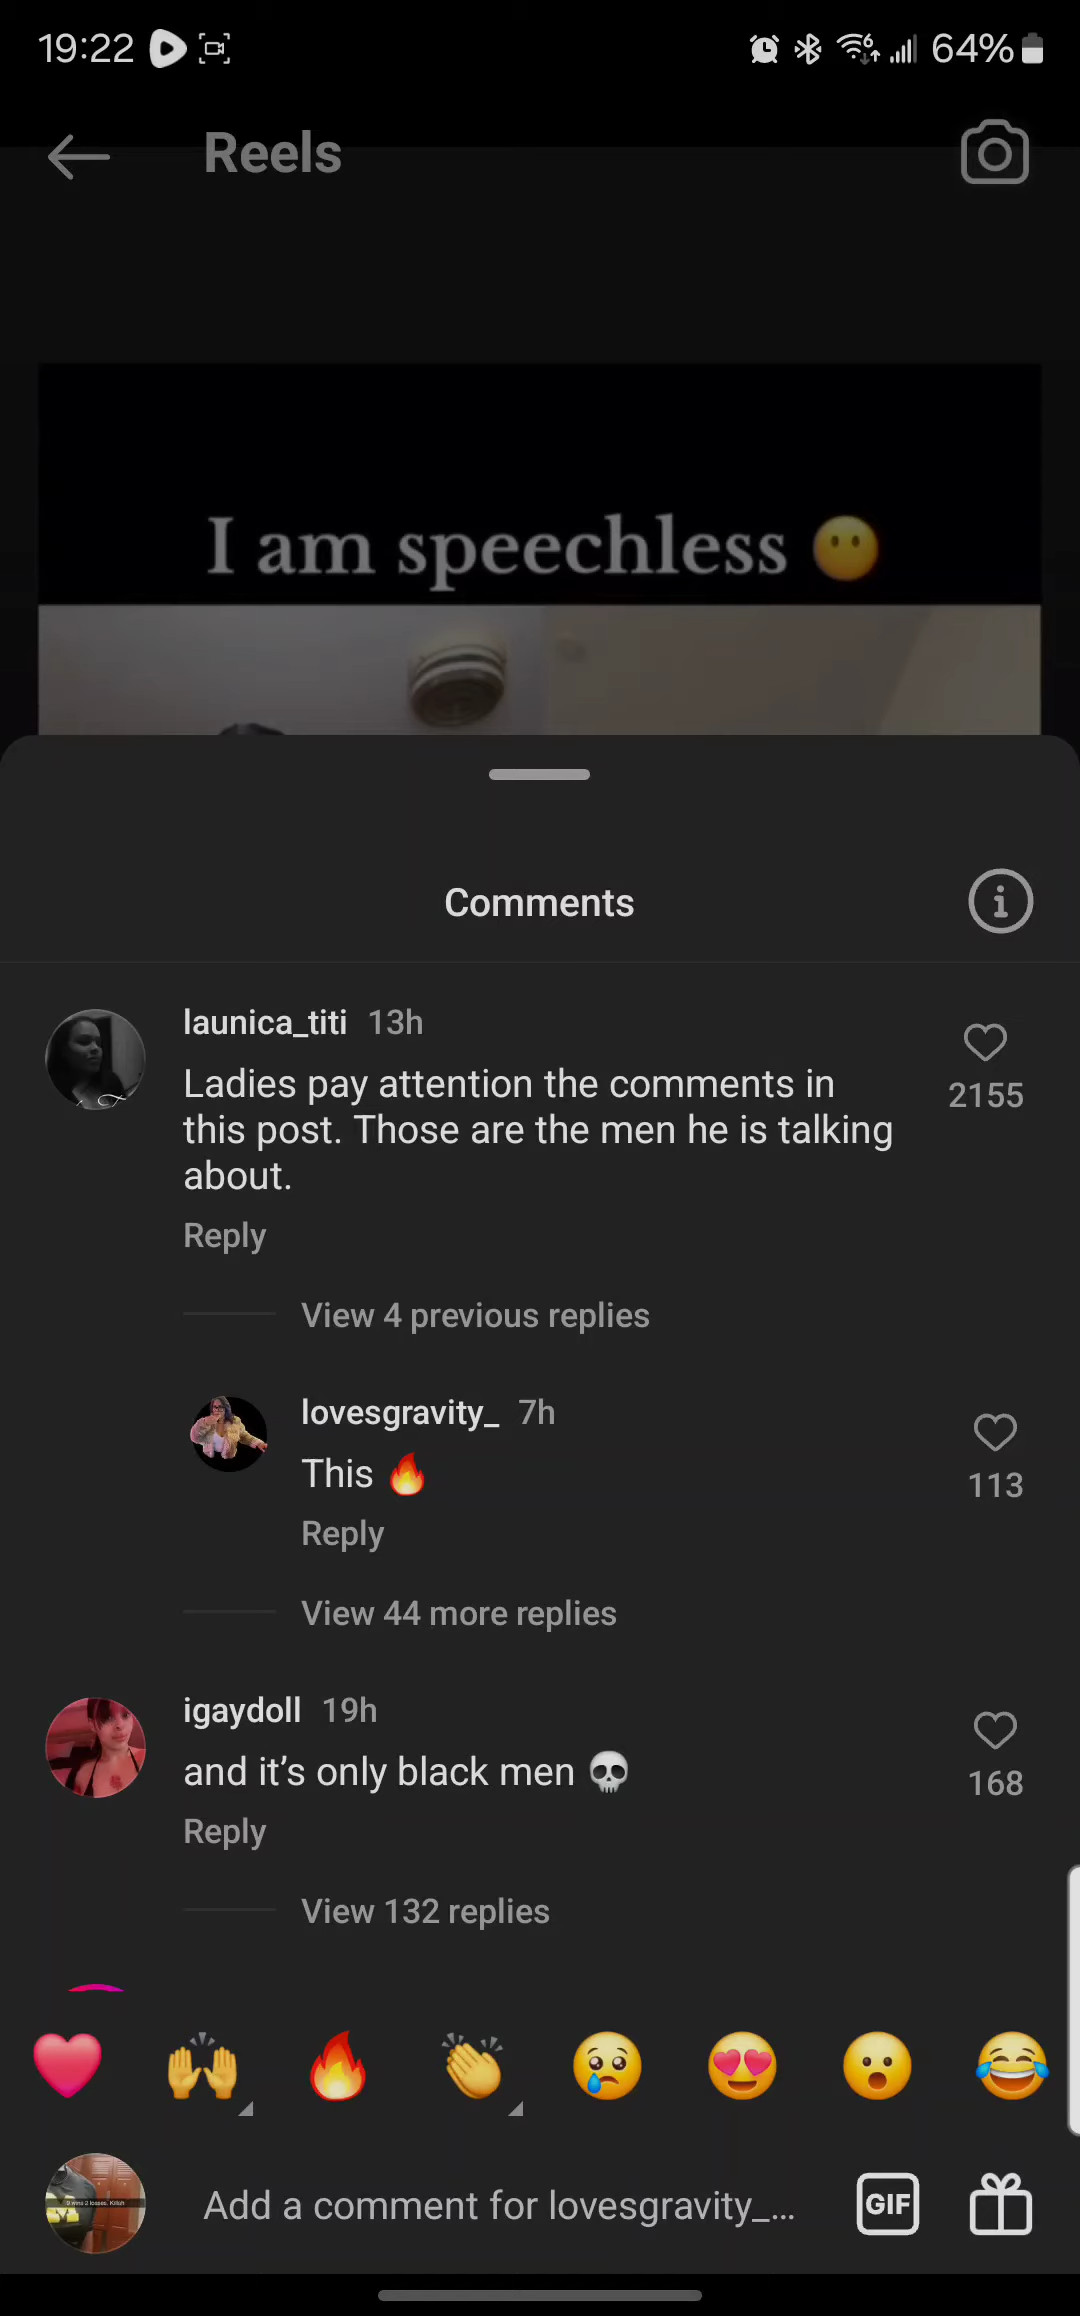 19:22
64%
Reels
I am speechless 😶
Comments
launica_titi 13h
Ladies pay attention the comments in
this post. Those are the men he is talking
about.
2155
Reply
View 4 previous replies
lovesgravity_ 7h
This 🔥
113
Reply
View 44 more replies
igaydoll 19h
and it’s only black men 💀
168
Reply
View 132 replies
Add a comment for lovesgravity_...
GIF